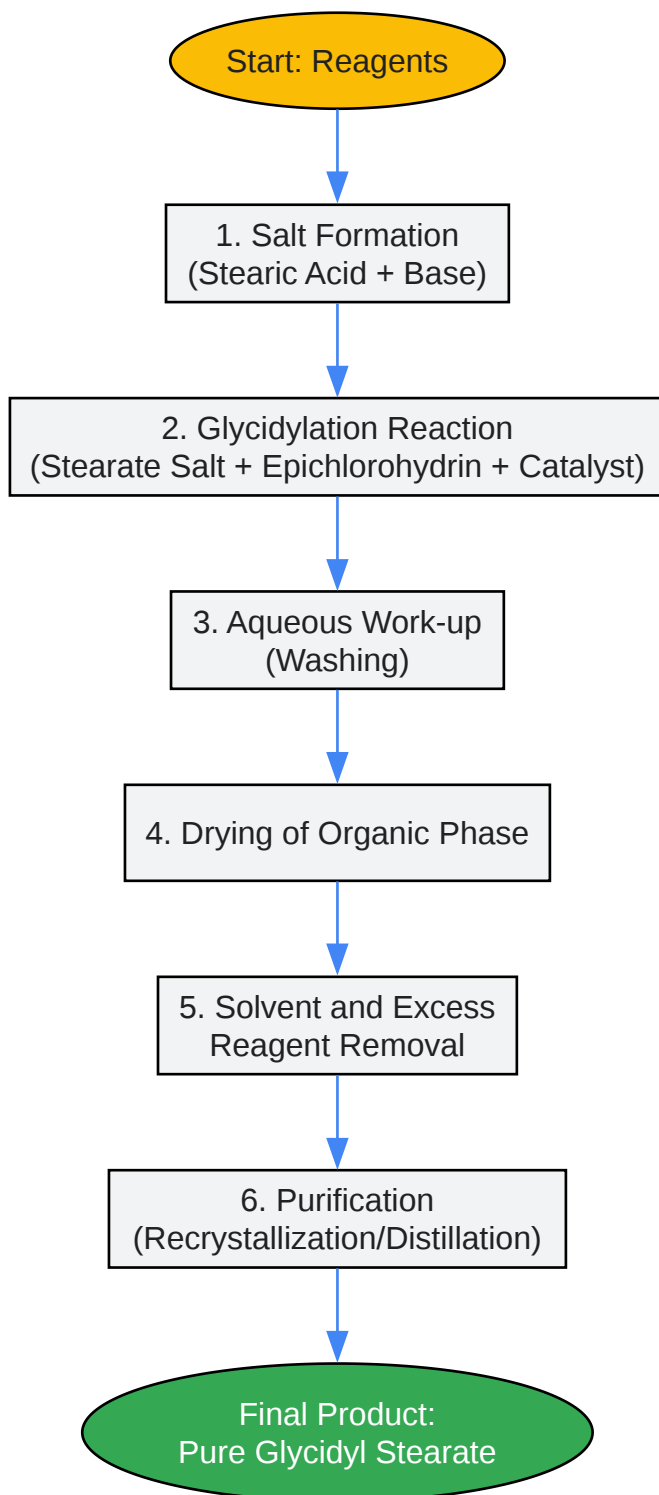 Start: Reagents
1. Salt Formation
(Stearic Acid + Base)
2. Glycidylation Reaction
(Stearate Salt + Epichlorohydrin + Catalyst)
3. Aqueous Work-up
(Washing)
4. Drying of Organic Phase
5. Solvent and Excess
Reagent Removal
6. Purification
(Recrystallization/Distillation)
Final Product:
Pure Glycidyl Stearate